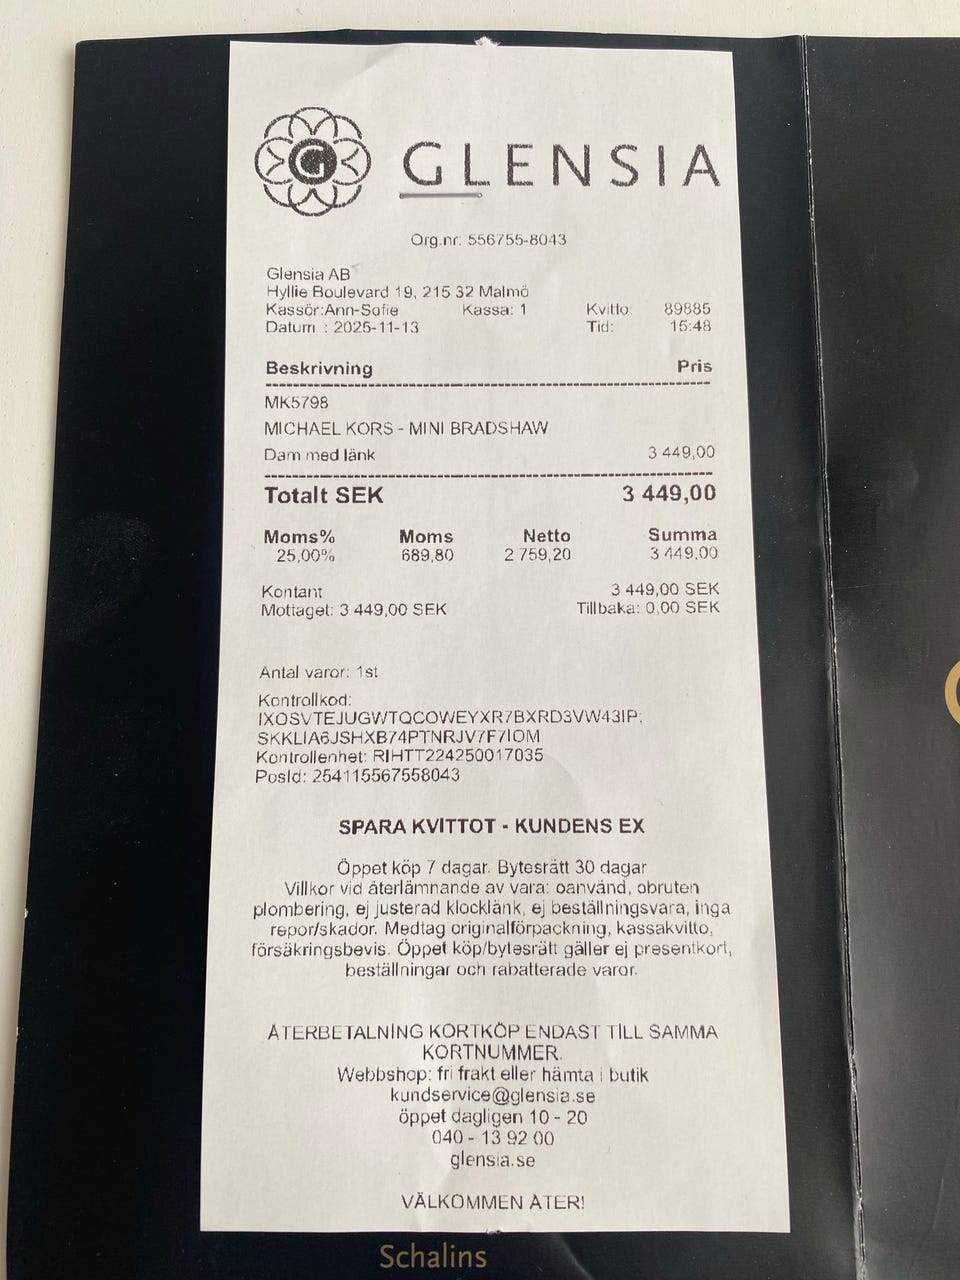 G GLENSIA
Org.nr: 556755-8043
Glensia AB
Hyllie Boulevard 19, 215 32 Malmö
Kassör:Ann-Sofie Kassa: 1 Kvitto: 89885
Datum : 2025-11-13 Tid: 15:48
Beskrivning Pris
MK5798
MICHAEL KORS - MINI BRADSHAW
Dam med länk 3 449,00
Totalt SEK 3 449,00
Moms% Moms Netto Summa
25,00% 689,80 2 759,20 3 449,00
Kontant 3 449,00 SEK
Mottaget: 3 449,00 SEK Tillbaka: 0,00 SEK
Antal varor: 1st
Kontrollkod:
IXOSVTEJUGWTQCOWEYXR7BXRD3VW43IP;
SKKLIA6JSHXB74PTNRJV7F7IOM
Kontrollenhet: RIHTT224250017035
PosId: 254115567558043
SPARA KVITTOT - KUNDENS EX
Öppet köp 7 dagar. Bytesrätt 30 dagar
Villkor vid återlämnande av vara: oanvänd, obruten
plombering, ej justerad klocklänk, ej beställningsvara, inga
repor/skador. Medtag originalförpackning, kassakvitto,
försäkringsbevis. Öppet köp/bytesrätt gäller ej presentkort,
beställningar och rabatterade varor.
ÅTERBETALNING KORTKÖP ENDAST TILL SAMMA
KORTNUMMER.
Webbshop: fri frakt eller hämta i butik
kundservice@glensia.se
öppet dagligen 10 - 20
040 - 13 92 00
glensia.se
VÄLKOMMEN ÅTER!
Schalins